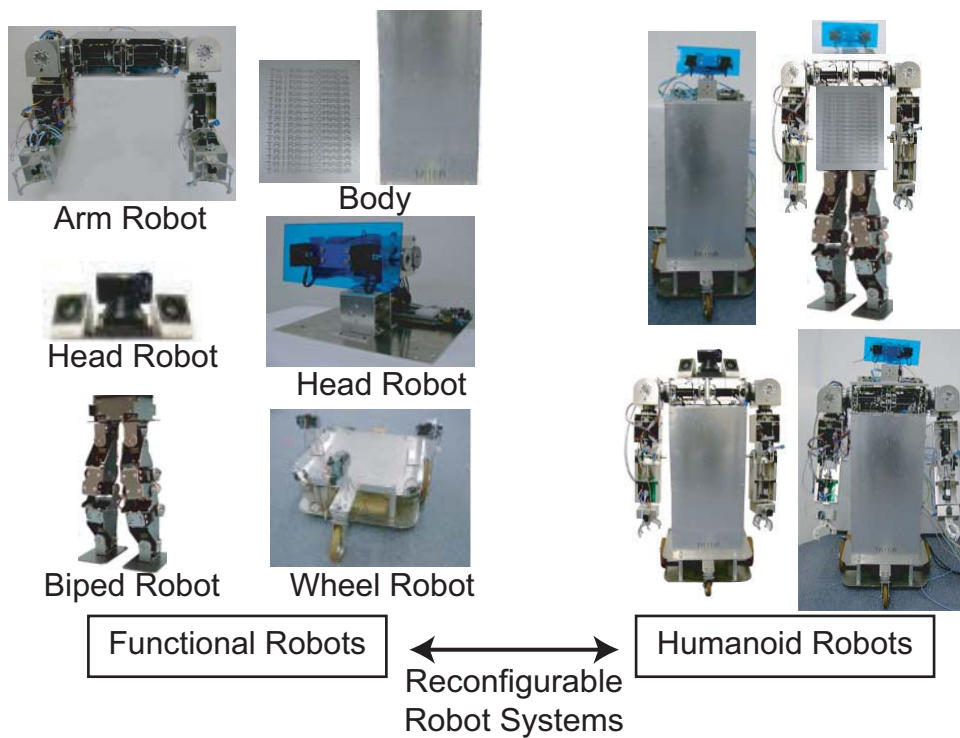 Arm Robot
Body
Head Robot
Head Robot
Biped Robot
Wheel Robot
Functional Robots
Humanoid Robots
Reconfigurable
Robot Systems